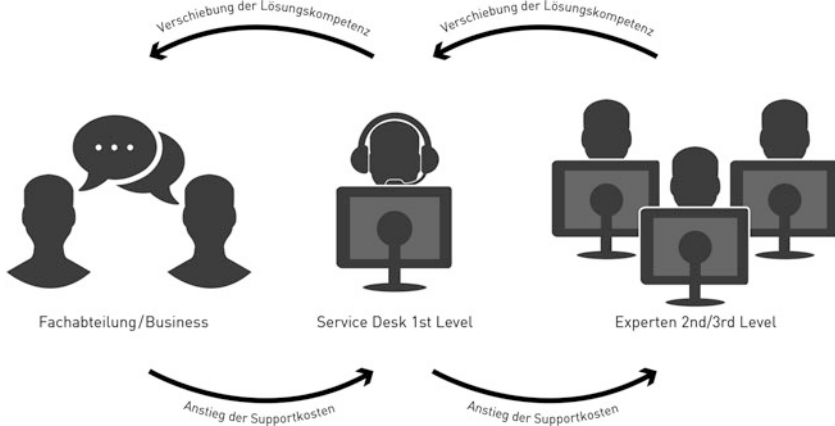 Verschiebung der Lösungskompetenz
Verschiebung der Lösungskompetenz
Fachabteilung/Business
Service Desk 1st Level
Experten 2nd/3rd Level
Anstieg der Supportkosten
Anstieg der Supportkosten